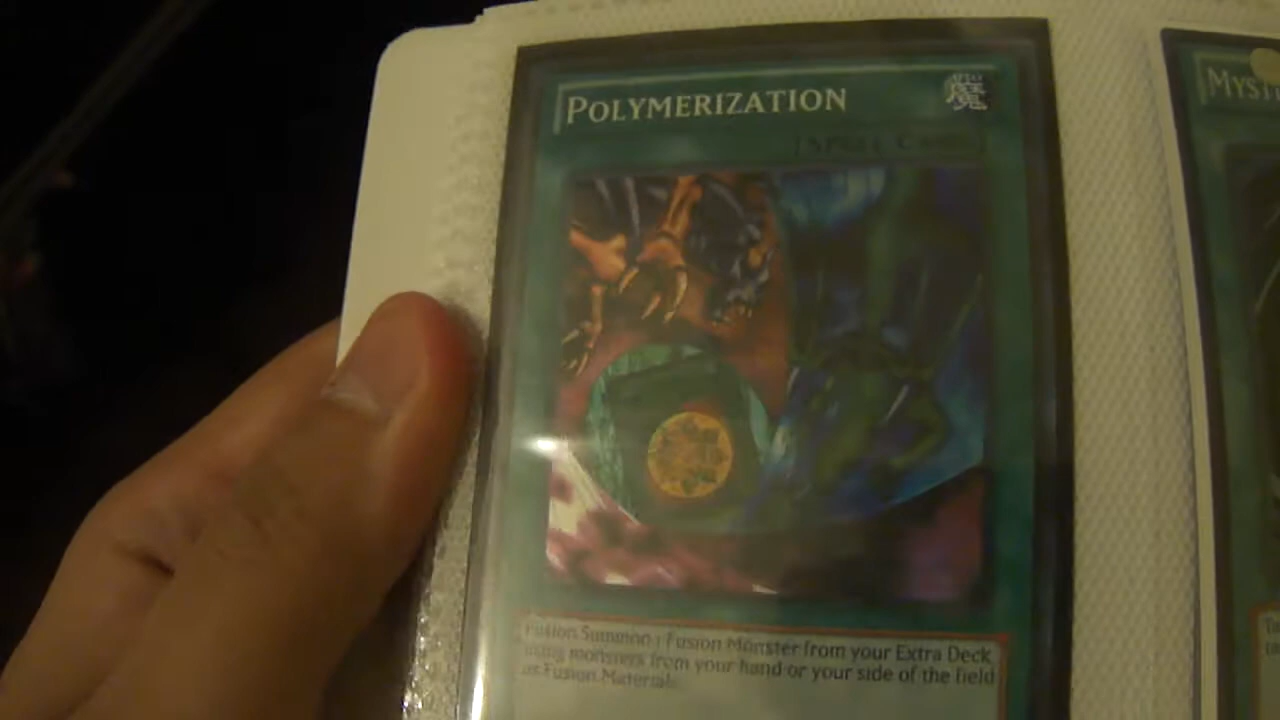 POLYMERIZATION
魔
[SPELL CARD]
MYST
Fusion Summon 1 Fusion Monster from your Extra Deck,
using monsters from your hand or your side of the field
as Fusion Materials.